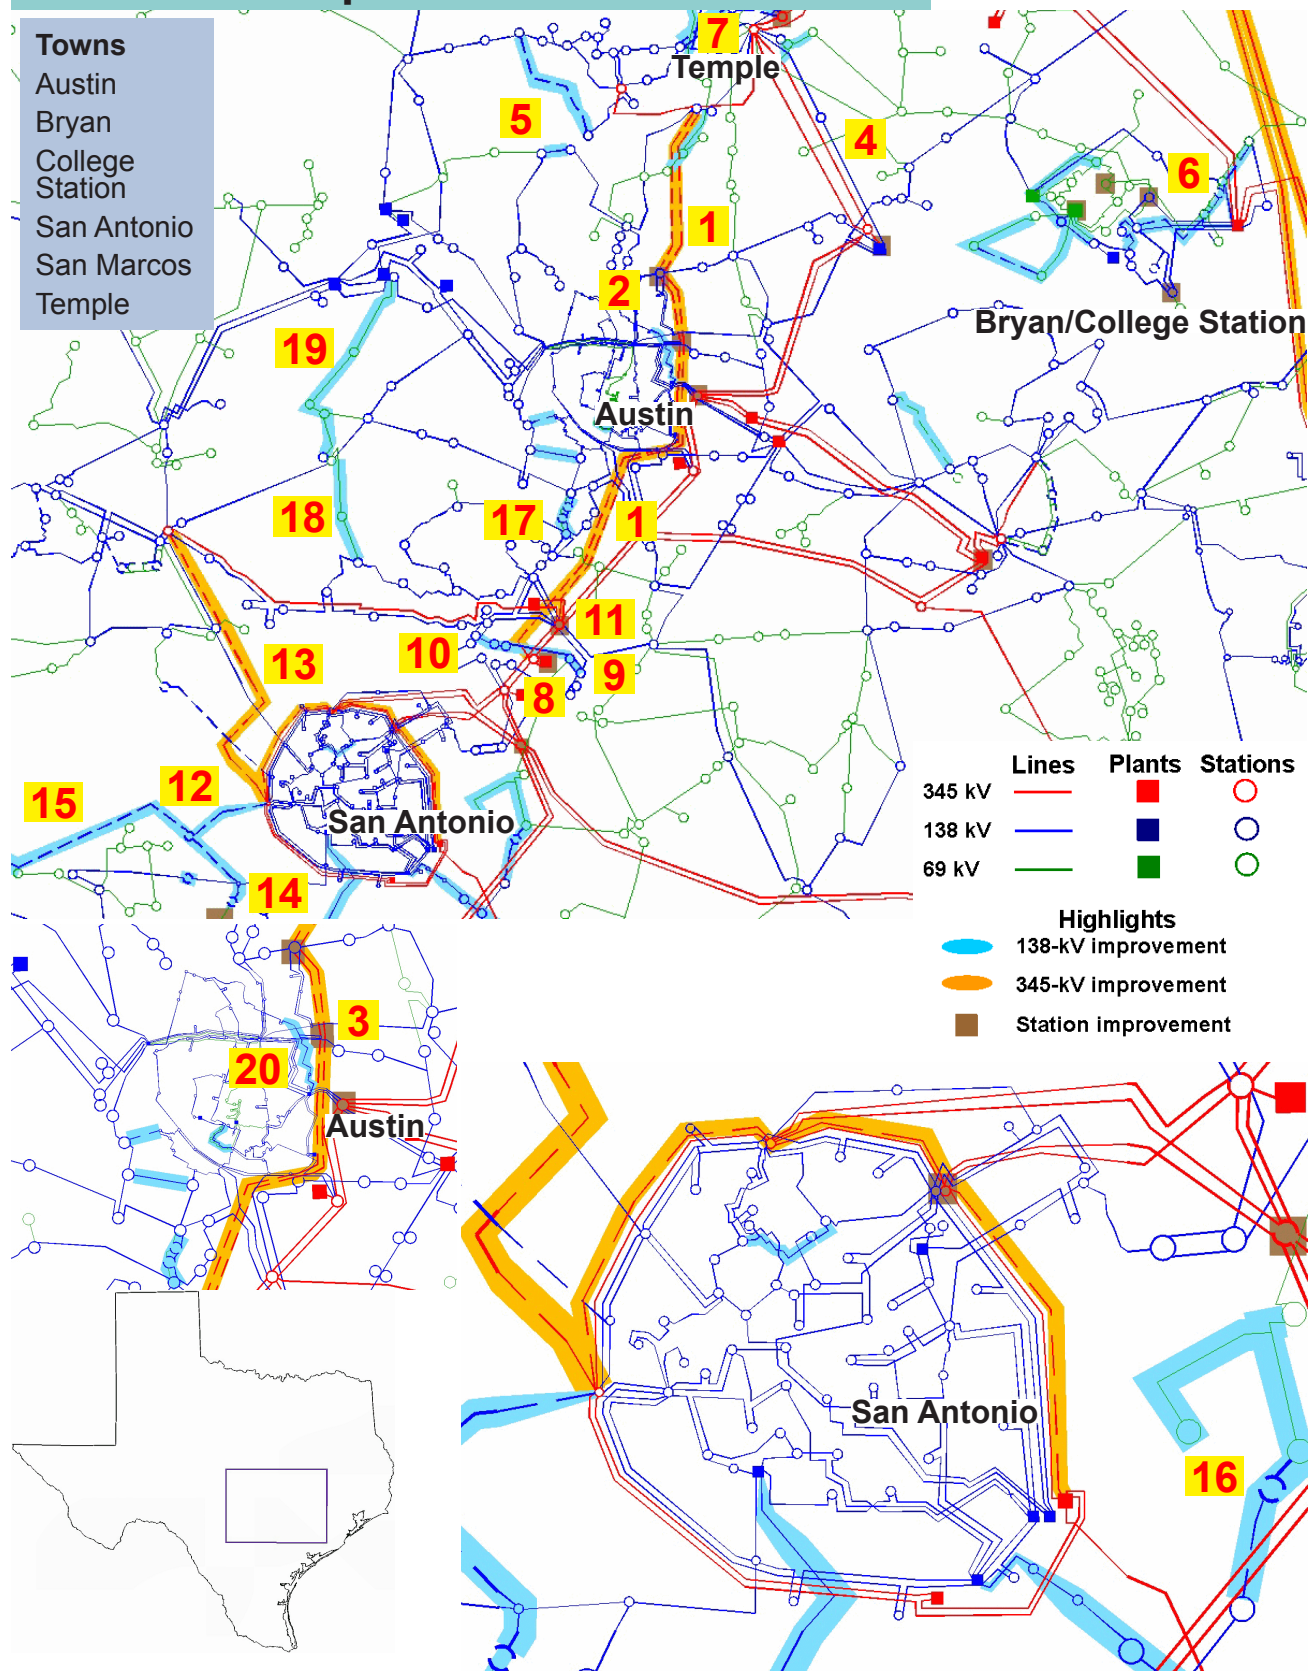 Towns
Austin
Bryan
College
Station
San Antonio
San Marcos
Temple
7
Temple
5
4
6
1
2
Bryan/College Station
19
Austin
18
17
1
11
10
13
9
8
15
12
San Antonio
14
Lines Plants Stations
345 kV
138 kV
69 kV
Highlights
138-kV improvement
345-kV improvement
Station improvement
3
20
Austin
San Antonio
16